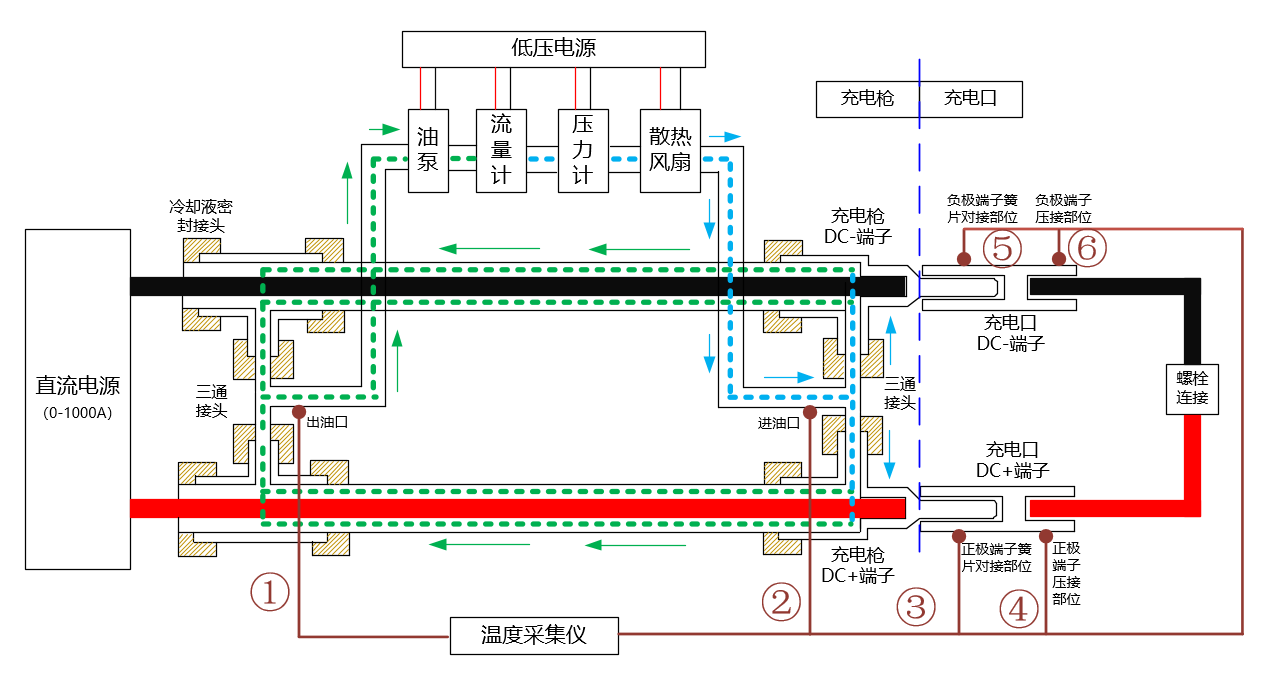 低压电源
充电枪
充电口
油
泵
流
量
计
压
力
计
散热
风扇
冷却液密
封接头
充电枪
DC-端子
负极端子簧
片对接部位
负极端子
压接部位
⑤
⑥
充电口
DC-端子
直流电源
(0-1000A)
三通
接头
三通
接头
螺栓
连接
出油口
进油口
充电口
DC+端子
充电枪
DC+端子
正极端子簧
片对接部位
正极
端子
压接
部位
①
②
③
④
温度采集仪